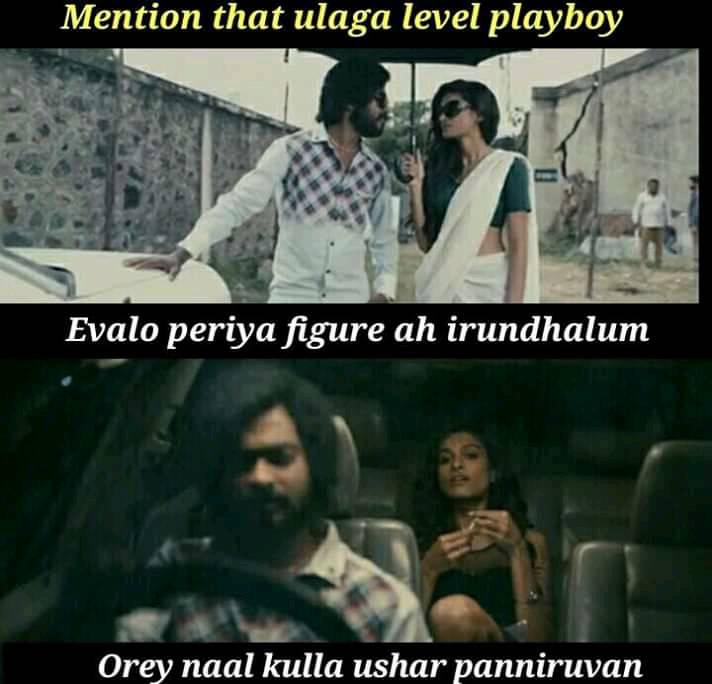 Mention that ulaga level playboy
Evalo periya figure ah irundhalum
Orey naal kulla ushar panniruvan